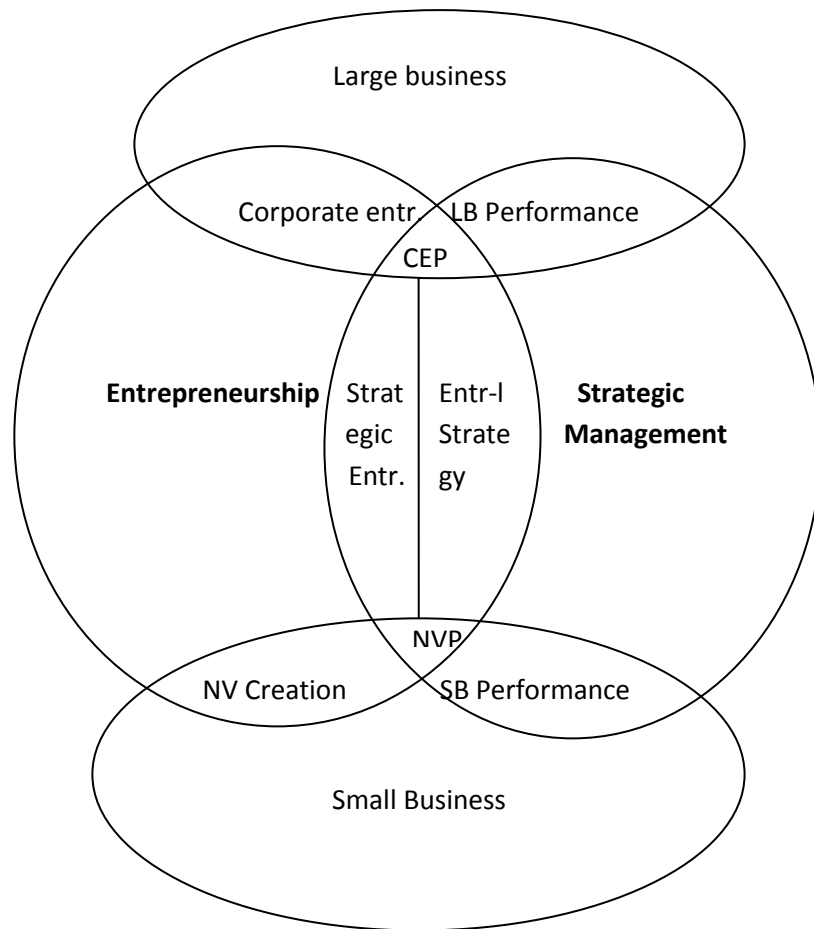 Large business
Corporate entr.
LB Performance
CEP
Entrepreneurship
Strat
egic
Entr.
Entr-l
Strate
gy
Strategic
Management
NVP
NV Creation
SB Performance
Small Business